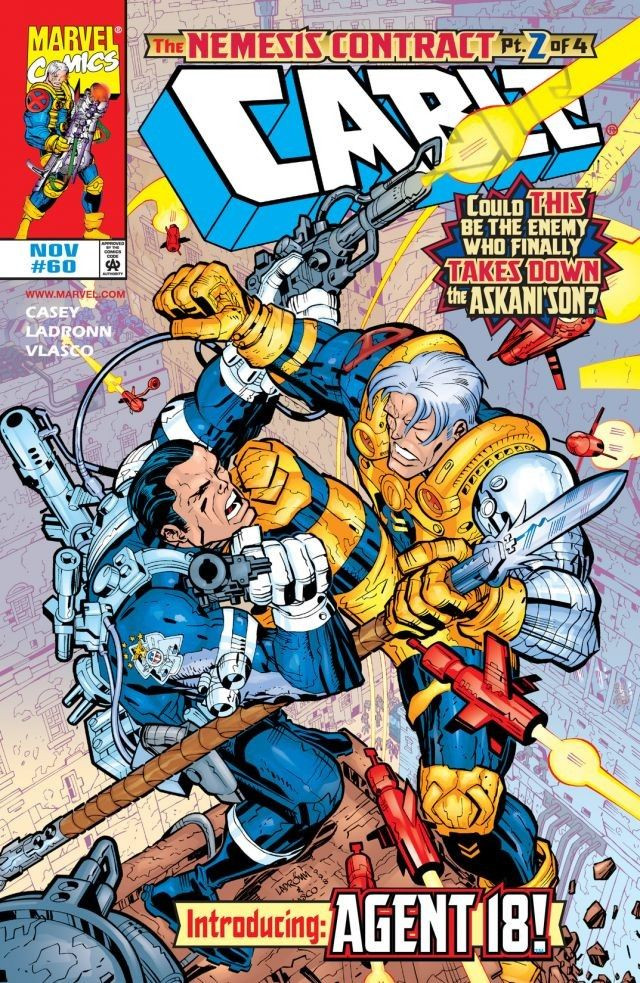 MARVEL
COMICS
The NEMESIS CONTRACT Pt. 2 of 4
CABLE
NOV
#60
APPROVED
BY THE
COMICS
CODE
A
AUTHORITY
WWW.MARVEL.COM
CASEY
LADRONN
VLASCO
COULD THIS
BE THE ENEMY
WHO FINALLY
TAKES DOWN
the ASKANI'SON?
LADRONN
Introducing: AGENT 18!